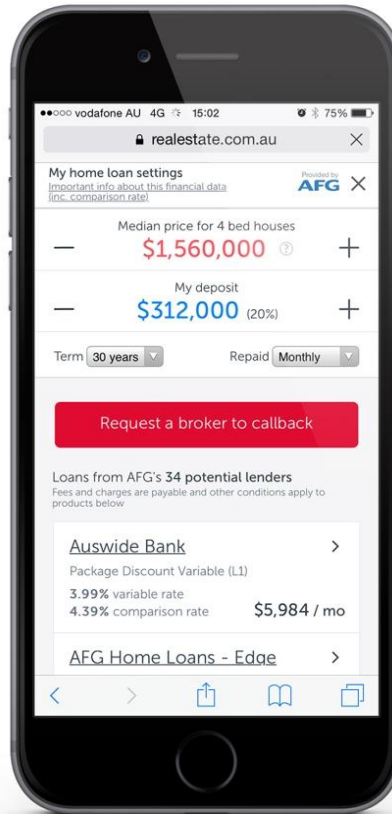 vodafone AU 4G 15:02 75%
realestate.com.au
My home loan settings
Important info about this financial data
(inc. comparison rate)
Provided by
AFG
Median price for 4 bed houses
$1,560,000 ?
My deposit
$312,000 (20%)
Term 30 years Repaid Monthly
Request a broker to callback
Loans from AFG's 34 potential lenders
Fees and charges are payable and other conditions apply to
products below
Auswide Bank
Package Discount Variable (L1)
3.99% variable rate
4.39% comparison rate $5,984 / mo
AFG Home Loans - Edge